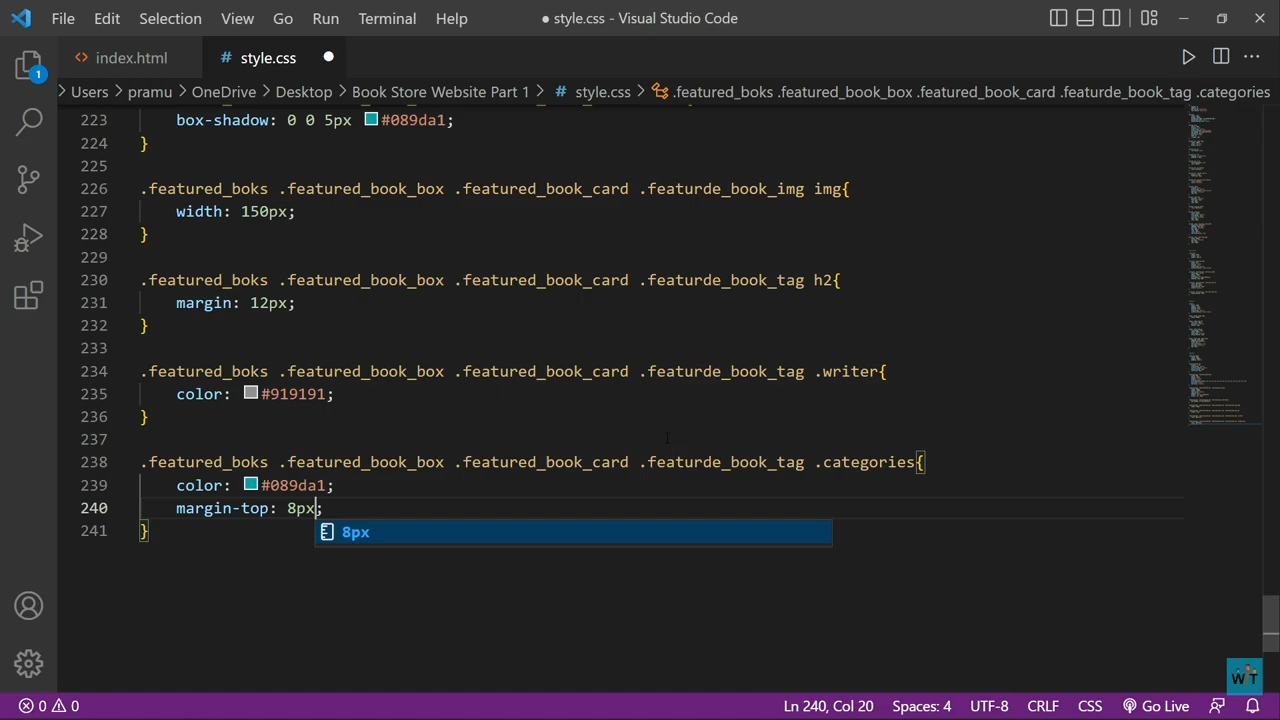 File Edit Selection View Go Run Terminal Help ● style.css - Visual Studio Code
index.html # style.css
1
> Users > pramu > OneDrive > Desktop > Book Store Website Part 1 > # style.css > .featured_boks .featured_book_box .featured_book_card .featurde_book_tag .categories
223 box-shadow: 0 0 5px #089da1;
224 }
225
226 .featured_boks .featured_book_box .featured_book_card .featurde_book_img img{
227 width: 150px;
228 }
229
230 .featured_boks .featured_book_box .featured_book_card .featurde_book_tag h2{
231 margin: 12px;
232 }
233
234 .featured_boks .featured_book_box .featured_book_card .featurde_book_tag .writer{
235 color: #919191;
236 }
237
238 .featured_boks .featured_book_box .featured_book_card .featurde_book_tag .categories{
239 color: #089da1;
240 margin-top: 8px;
241 }
8px
WT
0 0 Ln 240, Col 20 Spaces: 4 UTF-8 CRLF CSS Go Live